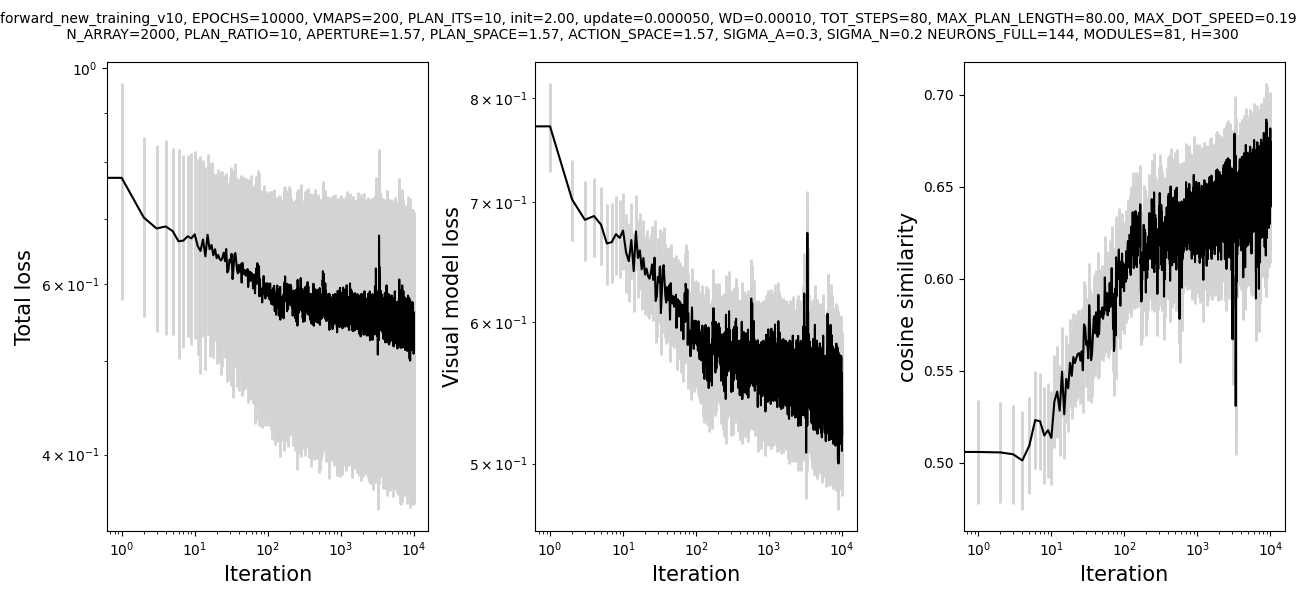 forward_new_training_v10, EPOCHS=10000, VMAPS=200, PLAN_ITS=10, init=2.00, update=0.000050, WD=0.00010, TOT_STEPS=80, MAX_PLAN_LENGTH=80.00, MAX_DOT_SPEED=0.19
N_ARRAY=2000, PLAN_RATIO=10, APERTURE=1.57, PLAN_SPACE=1.57, ACTION_SPACE=1.57, SIGMA_A=0.3, SIGMA_N=0.2 NEURONS_FULL=144, MODULES=81, H=300
Total loss
10⁰
6 × 10⁻¹
4 × 10⁻¹
10⁰ 10¹ 10² 10³ 10⁴
Iteration
Visual model loss
8 × 10⁻¹
7 × 10⁻¹
6 × 10⁻¹
5 × 10⁻¹
10⁰ 10¹ 10² 10³ 10⁴
Iteration
cosine similarity
0.70
0.65
0.60
0.55
0.50
10⁰ 10¹ 10² 10³ 10⁴
Iteration